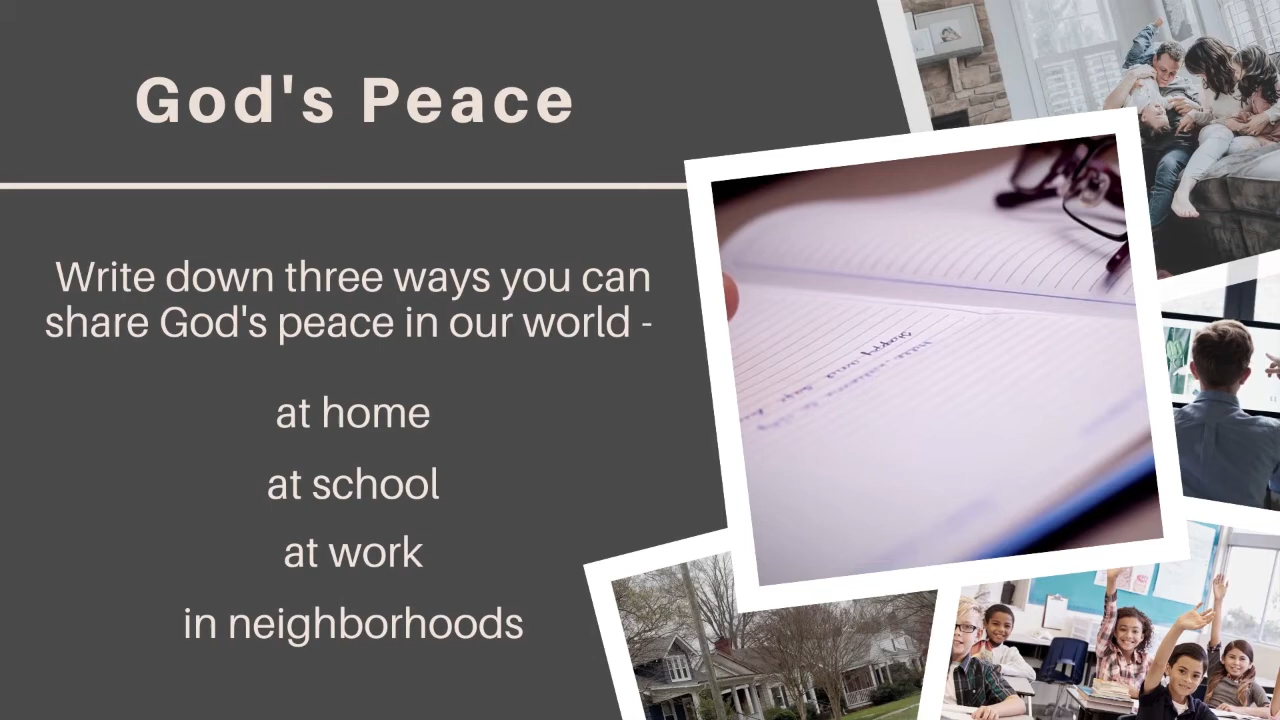 God's Peace
Write down three ways you can
share God's peace in our world -
at home
at school
at work
in neighborhoods